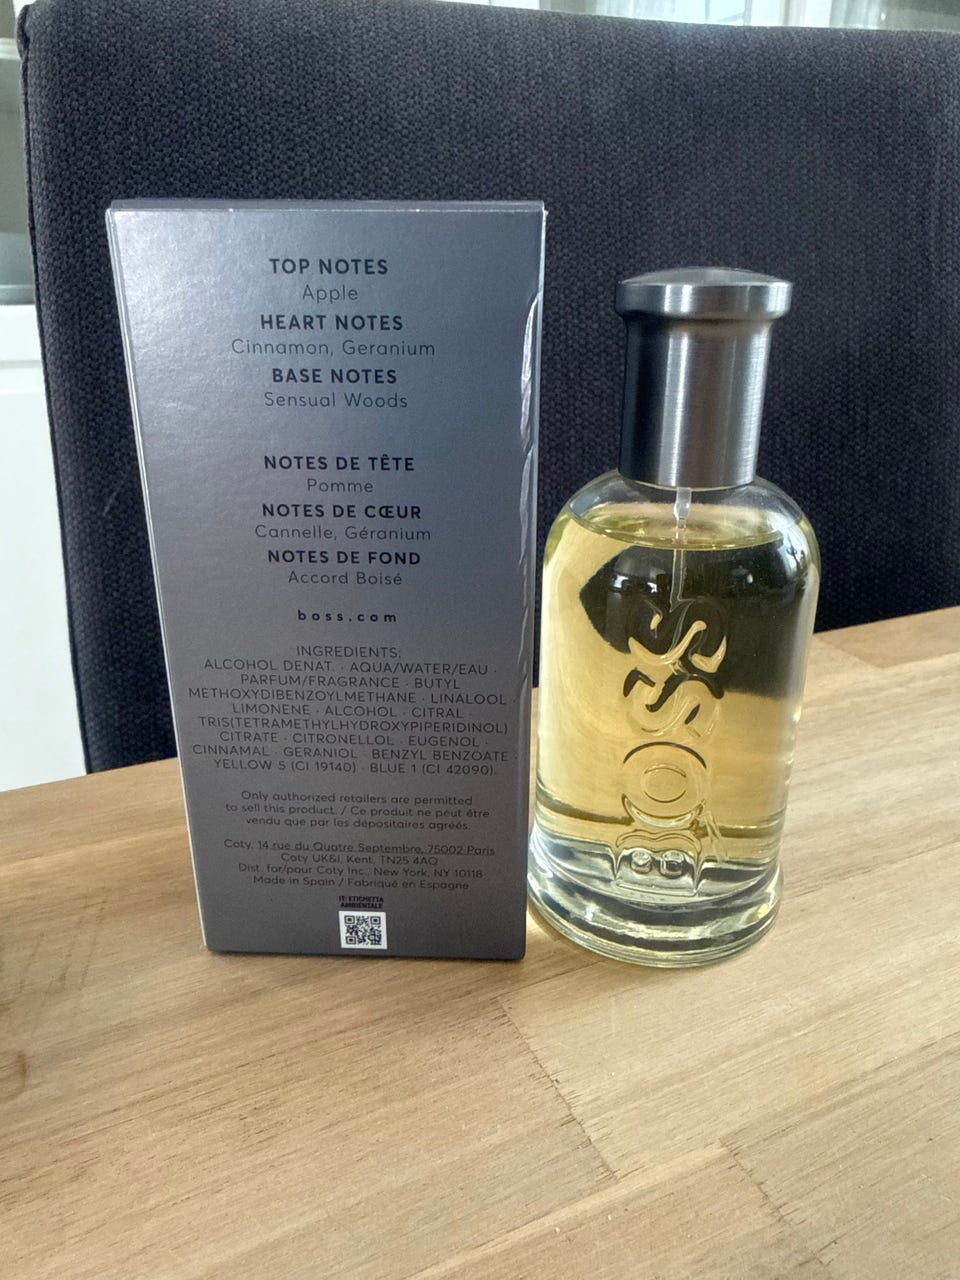 TOP NOTES
Apple
HEART NOTES
Cinnamon, Geranium
BASE NOTES
Sensual Woods
NOTES DE TÊTE
Pomme
NOTES DE CŒUR
Cannelle, Géranium
NOTES DE FOND
Accord Boisé
boss.com
INGREDIENTS:
ALCOHOL DENAT. · AQUA/WATER/EAU ·
PARFUM/FRAGRANCE · BUTYL
METHOXYDIBENZOYLMETHANE · LINALOOL ·
LIMONENE · ALCOHOL · CITRAL ·
TRIS(TETRAMETHYLHYDROXYPIPERIDINOL)
CITRATE · CITRONELLOL · EUGENOL ·
CINNAMAL · GERANIOL · BENZYL BENZOATE ·
YELLOW 5 (CI 19140) · BLUE 1 (CI 42090).
Only authorized retailers are permitted
to sell this product. / Ce produit ne peut être
vendu que par les dépositaires agréés.
Coty, 14 rue du Quatre Septembre, 75002 Paris
Coty UK&I, Kent, TN25 4AQ
Dist. for/pour Coty Inc., New York, NY 10118
Made in Spain / Fabriqué en Espagne
IT: ETICHETTA
AMBIENTALE
BOSS